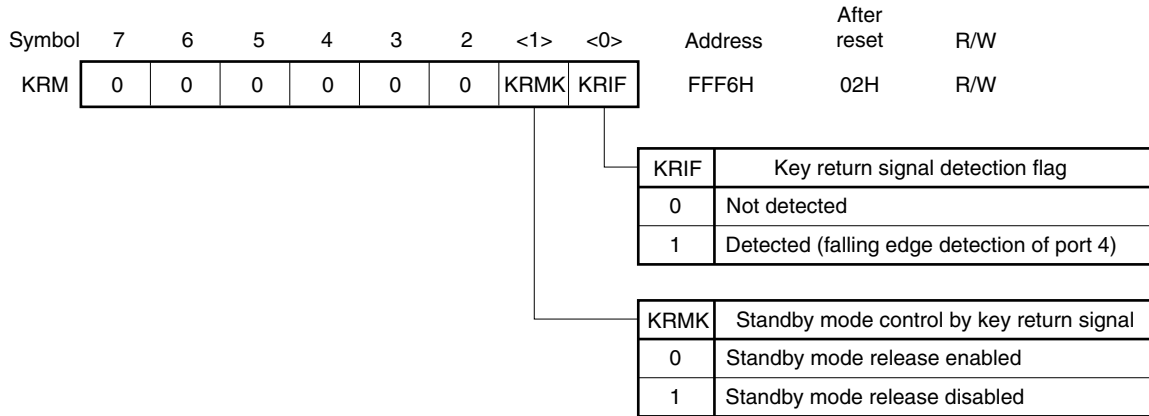 After
Symbol 7 6 5 4 3 2 <1> <0> Address reset R/W
KRM 0 0 0 0 0 0 KRMK KRIF FFF6H 02H R/W
KRIF Key return signal detection flag
0 Not detected
1 Detected (falling edge detection of port 4)
KRMK Standby mode control by key return signal
0 Standby mode release enabled
1 Standby mode release disabled